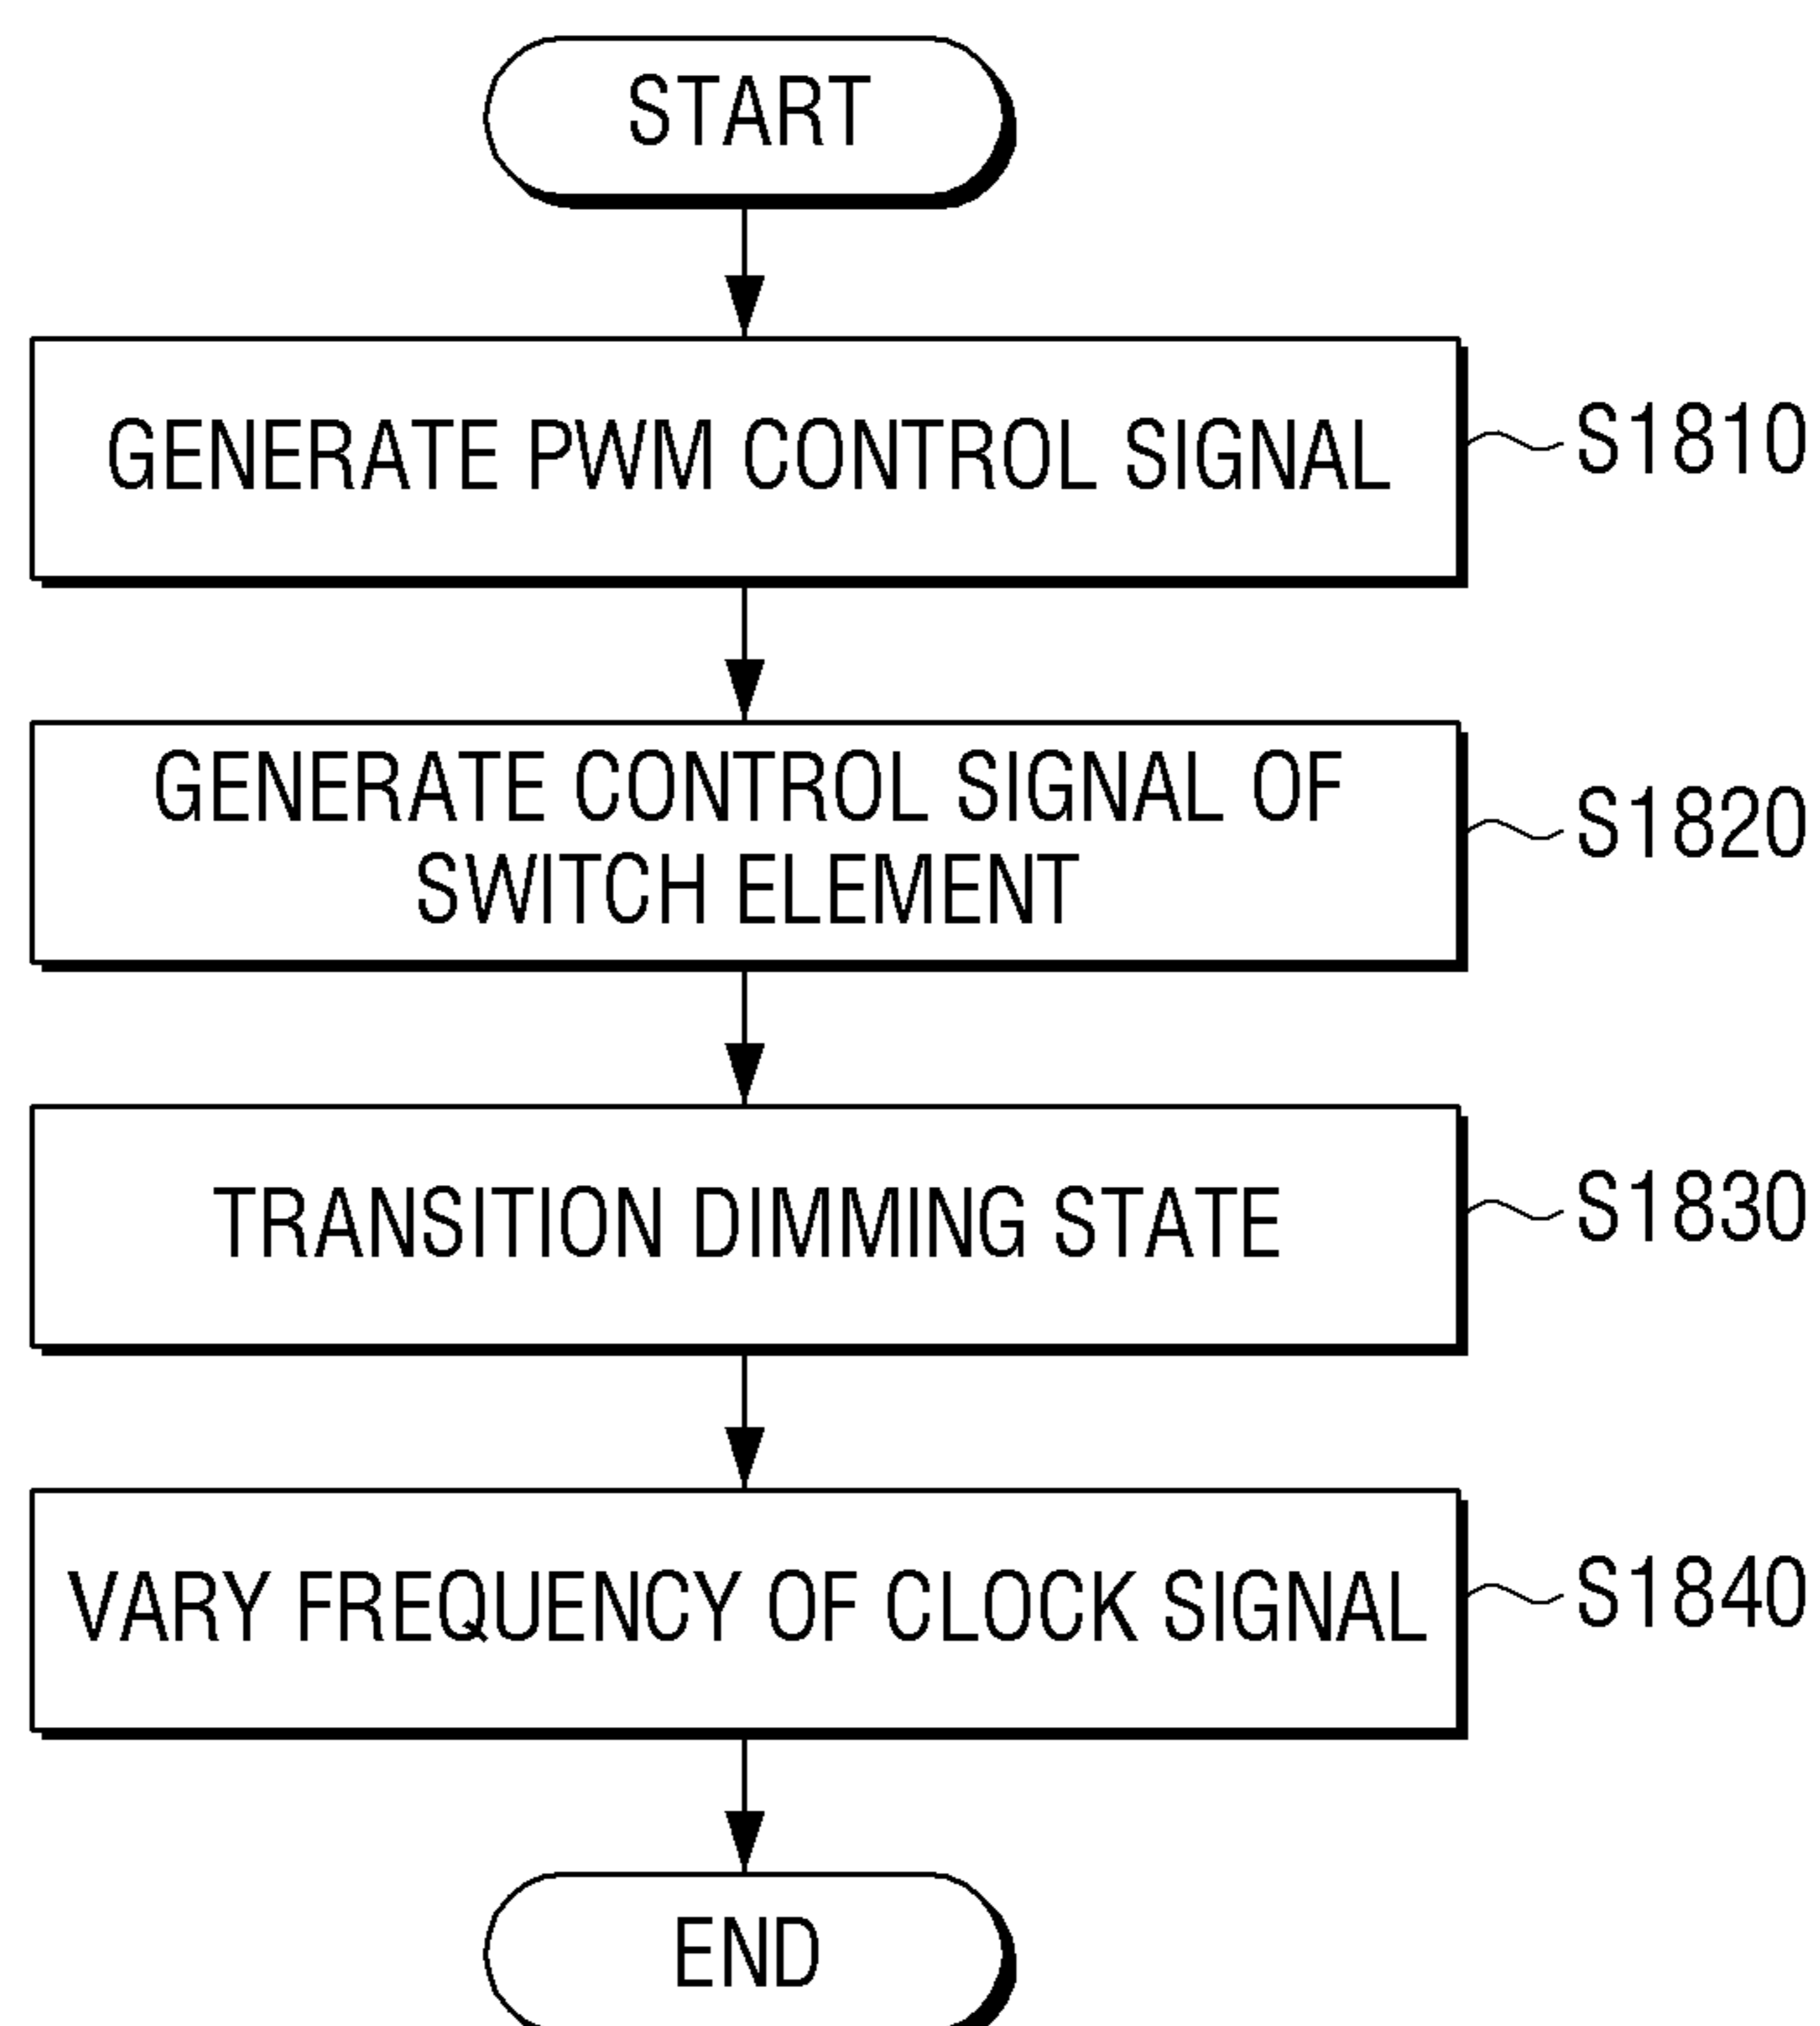 START
GENERATE PWM CONTROL SIGNAL
S1810
GENERATE CONTROL SIGNAL OF
SWITCH ELEMENT
S1820
TRANSITION DIMMING STATE
S1830
VARY FREQUENCY OF CLOCK SIGNAL
S1840
END